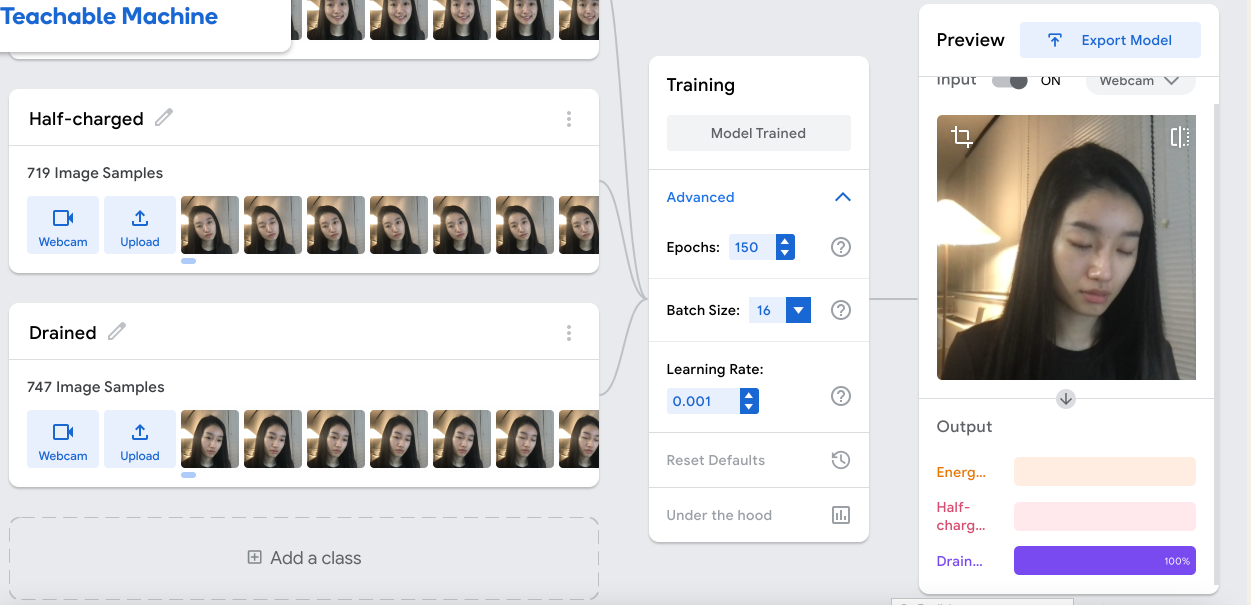 Teachable Machine
Half-charged
719 Image Samples
Webcam
Upload
Drained
747 Image Samples
Webcam
Upload
Add a class
Training
Model Trained
Advanced
Epochs: 150
Batch Size: 16
Learning Rate:
0.001
Reset Defaults
Under the hood
Preview
Export Model
Input ON Webcam
Output
Energ...
Half-
charg...
Drain... 100%